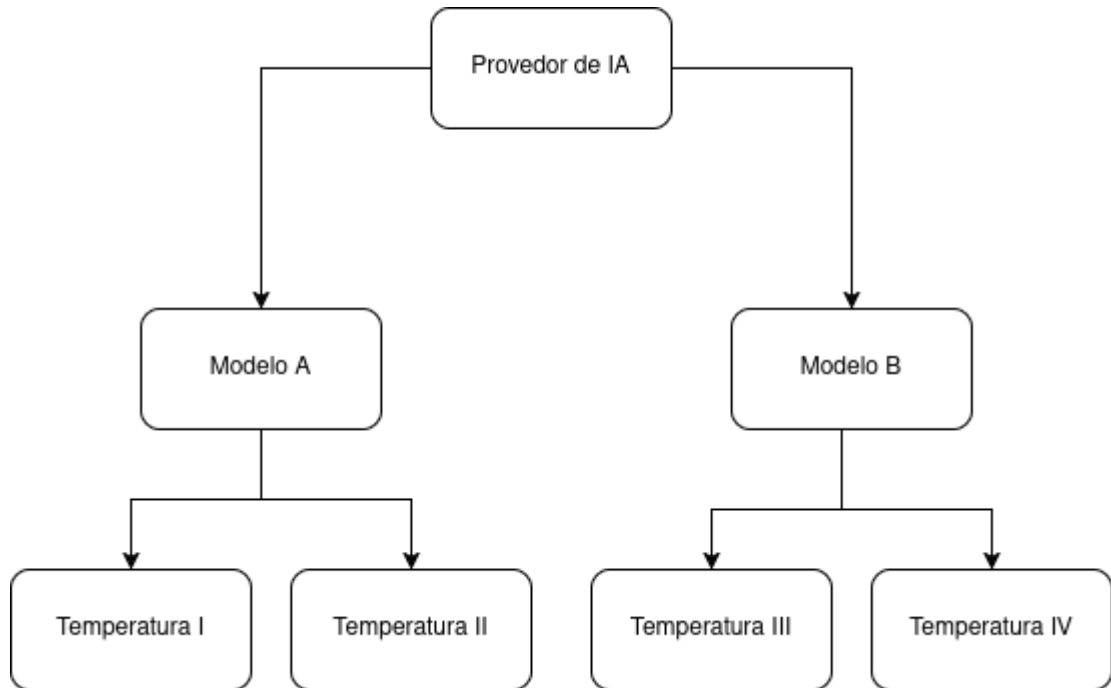 Provedor de IA
Modelo A
Modelo B
Temperatura I
Temperatura II
Temperatura III
Temperatura IV